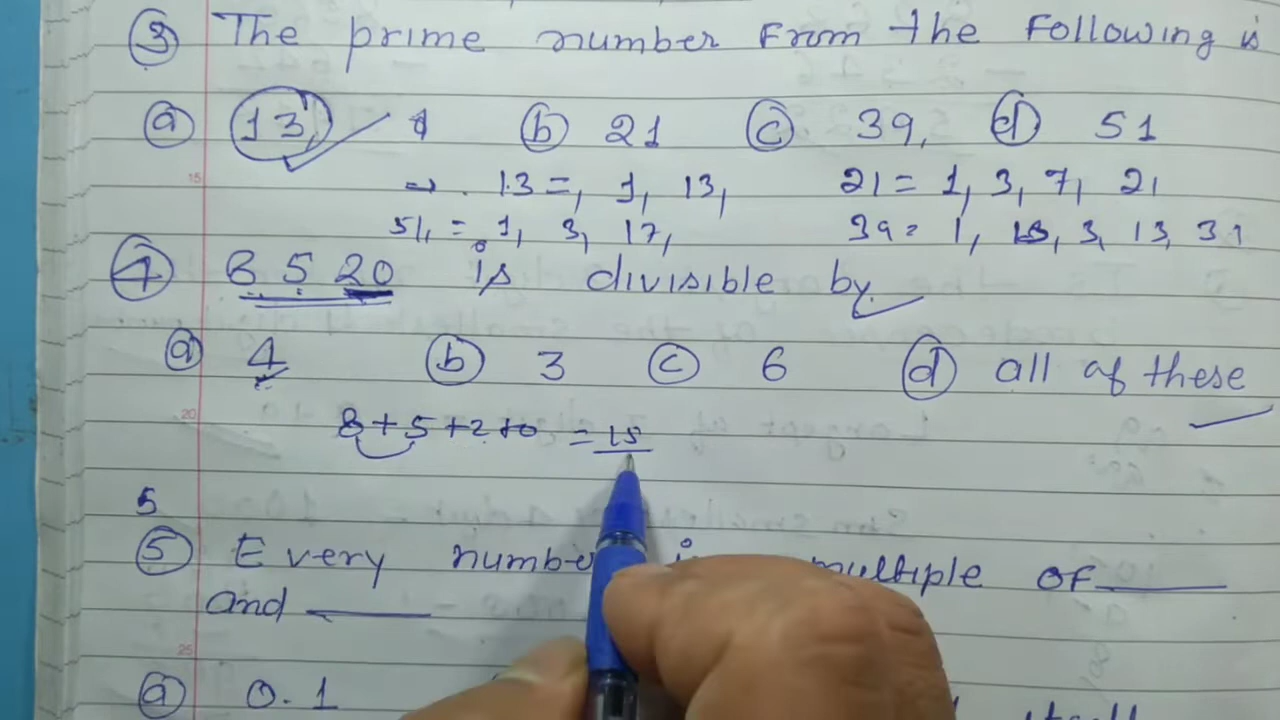 ③ The prime number From the Following is
ⓐ 13, ⓑ 21 ⓒ 39, ⓓ 51
→ . 13 =, 1, 13, 21 = 1, 3, 7, 21
51, = 1, 3, 17, 39 = 1, 3, 13,
④ 8520 is divisible by
ⓐ 4 ⓑ 3 ⓒ 6 ⓓ all of these
8+5+2+0 = 15
5
⑤ Every number multiple OF
and
ⓐ 0.1